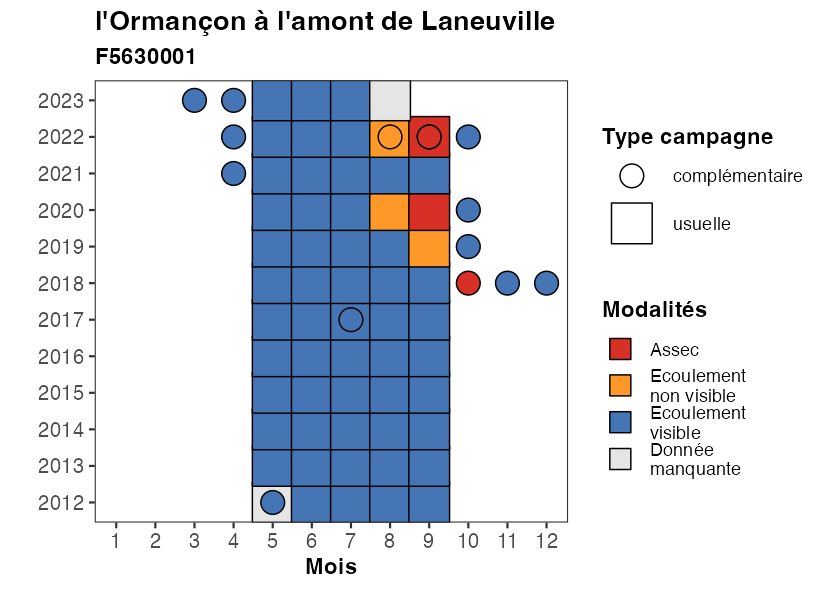 l'Ormançon à l'amont de Laneuville
F5630001
2023
2022
2021
2020
2019
2018
2017
2016
2015
2014
2013
2012
1 2 3 4 5 6 7 8 9 10 11 12
Mois
Type campagne
complémentaire
usuelle
Modalités
Assec
Ecoulement
non visible
Ecoulement
visible
Donnée
manquante